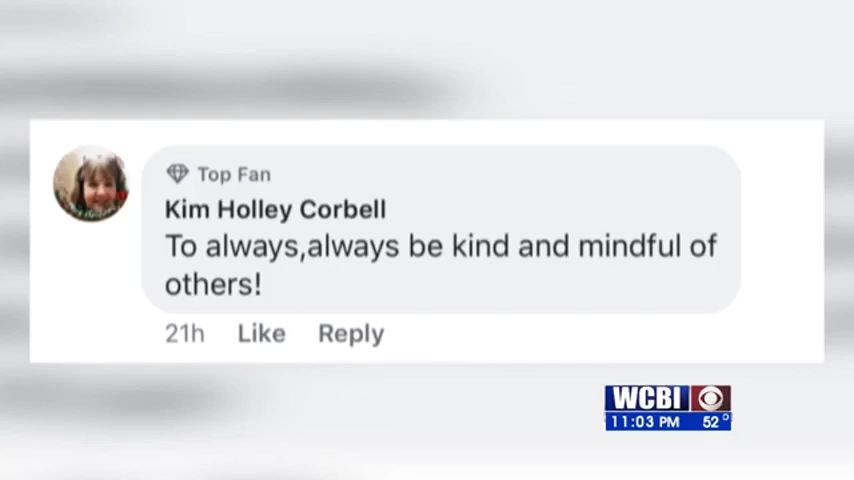 Top Fan
Kim Holley Corbell
To always,always be kind and mindful of
others!
21h Like Reply
WCBI
11:03 PM 52°